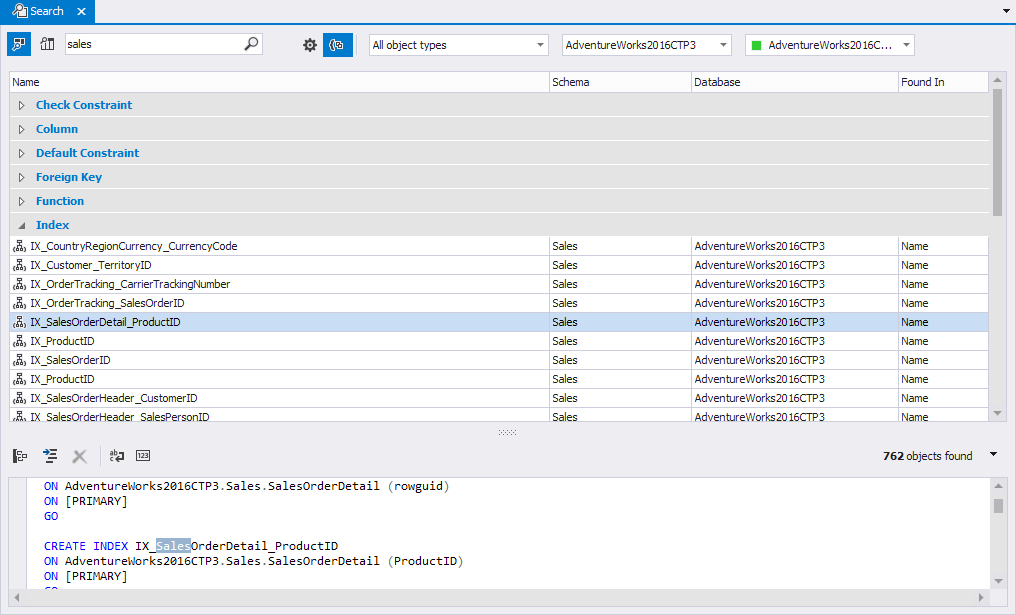 Search
sales All object types AdventureWorks2016CTP3 AdventureWorks2016C...
Name Schema Database Found In
Check Constraint
Column
Default Constraint
Foreign Key
Function
Index
IX_CountryRegionCurrency_CurrencyCode Sales AdventureWorks2016CTP3 Name
IX_Customer_TerritoryID Sales AdventureWorks2016CTP3 Name
IX_OrderTracking_CarrierTrackingNumber Sales AdventureWorks2016CTP3 Name
IX_OrderTracking_SalesOrderID Sales AdventureWorks2016CTP3 Name
IX_SalesOrderDetail_ProductID Sales AdventureWorks2016CTP3 Name
IX_ProductID Sales AdventureWorks2016CTP3 Name
IX_SalesOrderID Sales AdventureWorks2016CTP3 Name
IX_ProductID Sales AdventureWorks2016CTP3 Name
IX_SalesOrderHeader_CustomerID Sales AdventureWorks2016CTP3 Name
IX_SalesOrderHeader_SalesPersonID Sales AdventureWorks2016CTP3 Name
762 objects found
ON AdventureWorks2016CTP3.Sales.SalesOrderDetail (rowguid)
ON [PRIMARY]
GO
CREATE INDEX IX_SalesOrderDetail_ProductID
ON AdventureWorks2016CTP3.Sales.SalesOrderDetail (ProductID)
ON [PRIMARY]
GO